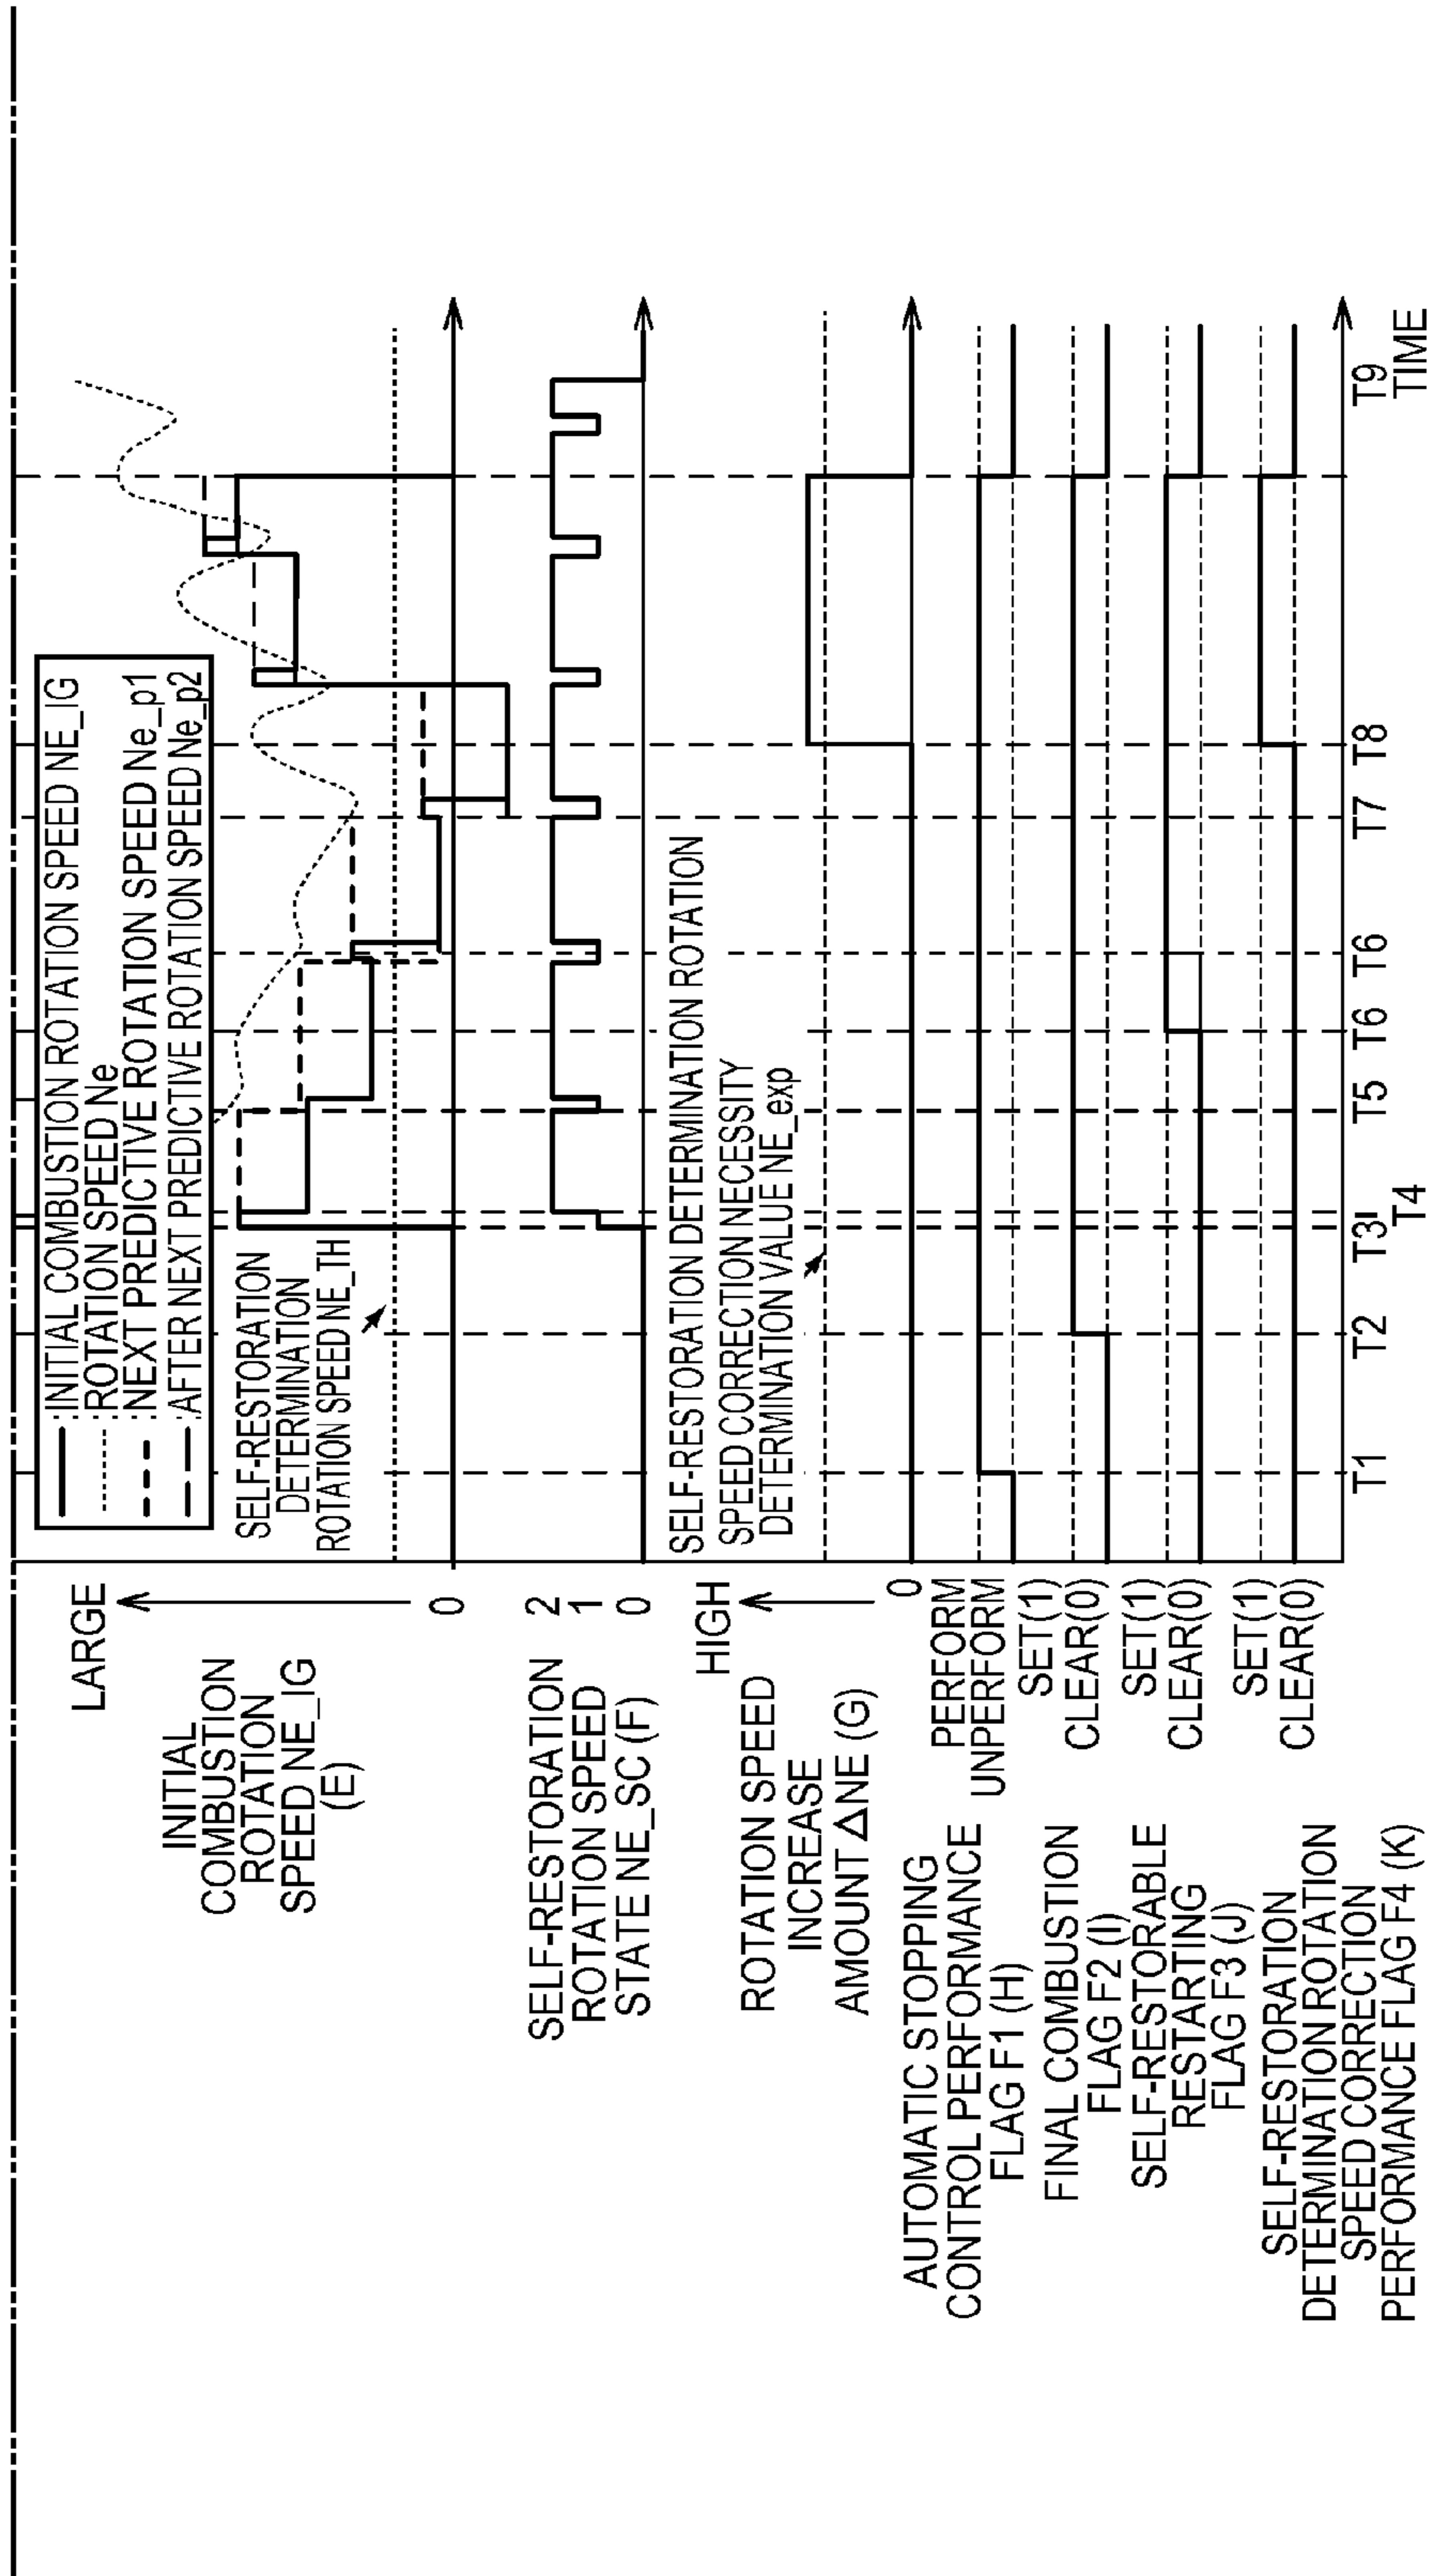 LARGE
INITIAL
COMBUSTION
ROTATION
SPEED NE_IG
(E)
0
INITIAL COMBUSTION ROTATION SPEED NE_IG
ROTATION SPEED Ne
NEXT PREDICTIVE ROTATION SPEED Ne_p1
AFTER NEXT PREDICTIVE ROTATION SPEED Ne_p2
SELF-RESTORATION
DETERMINATION
ROTATION SPEED NE_TH
SELF-RESTORATION
ROTATION SPEED
STATE NE_SC (F)
2
1
0
HIGH
ROTATION SPEED
INCREASE
AMOUNT △NE (G)
0
SELF-RESTORATION DETERMINATION ROTATION
SPEED CORRECTION NECESSITY
DETERMINATION VALUE NE_exp
AUTOMATIC STOPPING
CONTROL PERFORMANCE
FLAG F1 (H)
PERFORM
UNPERFORM
FINAL COMBUSTION
FLAG F2 (I)
SET(1)
CLEAR(0)
SELF-RESTORABLE
RESTARTING
FLAG F3 (J)
SET(1)
CLEAR(0)
SELF-RESTORATION
DETERMINATION ROTATION
SPEED CORRECTION
PERFORMANCE FLAG F4 (K)
SET(1)
CLEAR(0)
T1 T2 T3 T4 T5 T6 T6 T7 T8 T9
TIME